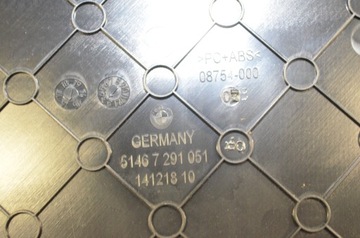 >PC+ABS<
08754-000
GERMANY
5146 7 291 051
141218 10